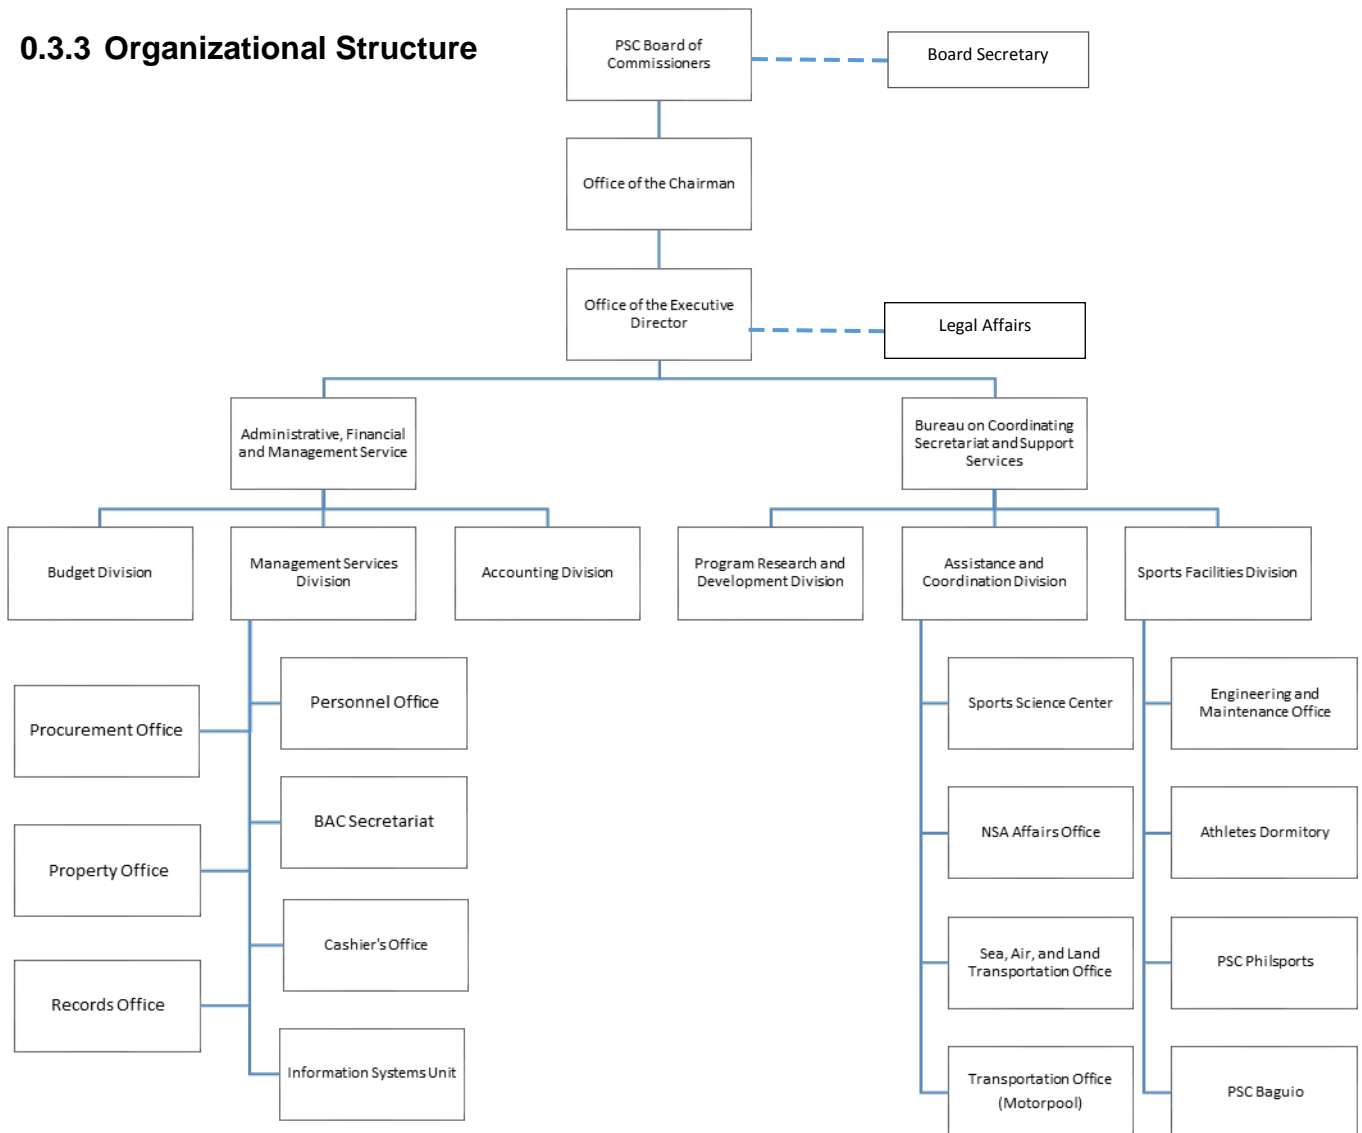 0.3.3 Organizational Structure
PSC Board of
Commissioners
Board Secretary
Office of the Chairman
Office of the Executive
Director
Legal Affairs
Administrative, Financial
and Management Service
Bureau on Coordinating
Secretariat and Support
Services
Budget Division
Management Services
Division
Accounting Division
Program Research and
Development Division
Assistance and
Coordination Division
Sports Facilities Division
Procurement Office
Personnel Office
Property Office
BAC Secretariat
Records Office
Cashier's Office
Information Systems Unit
Sports Science Center
NSA Affairs Office
Sea, Air, and Land
Transportation Office
Transportation Office
(Motorpool)
Engineering and
Maintenance Office
Athletes Dormitory
PSC Philsports
PSC Baguio